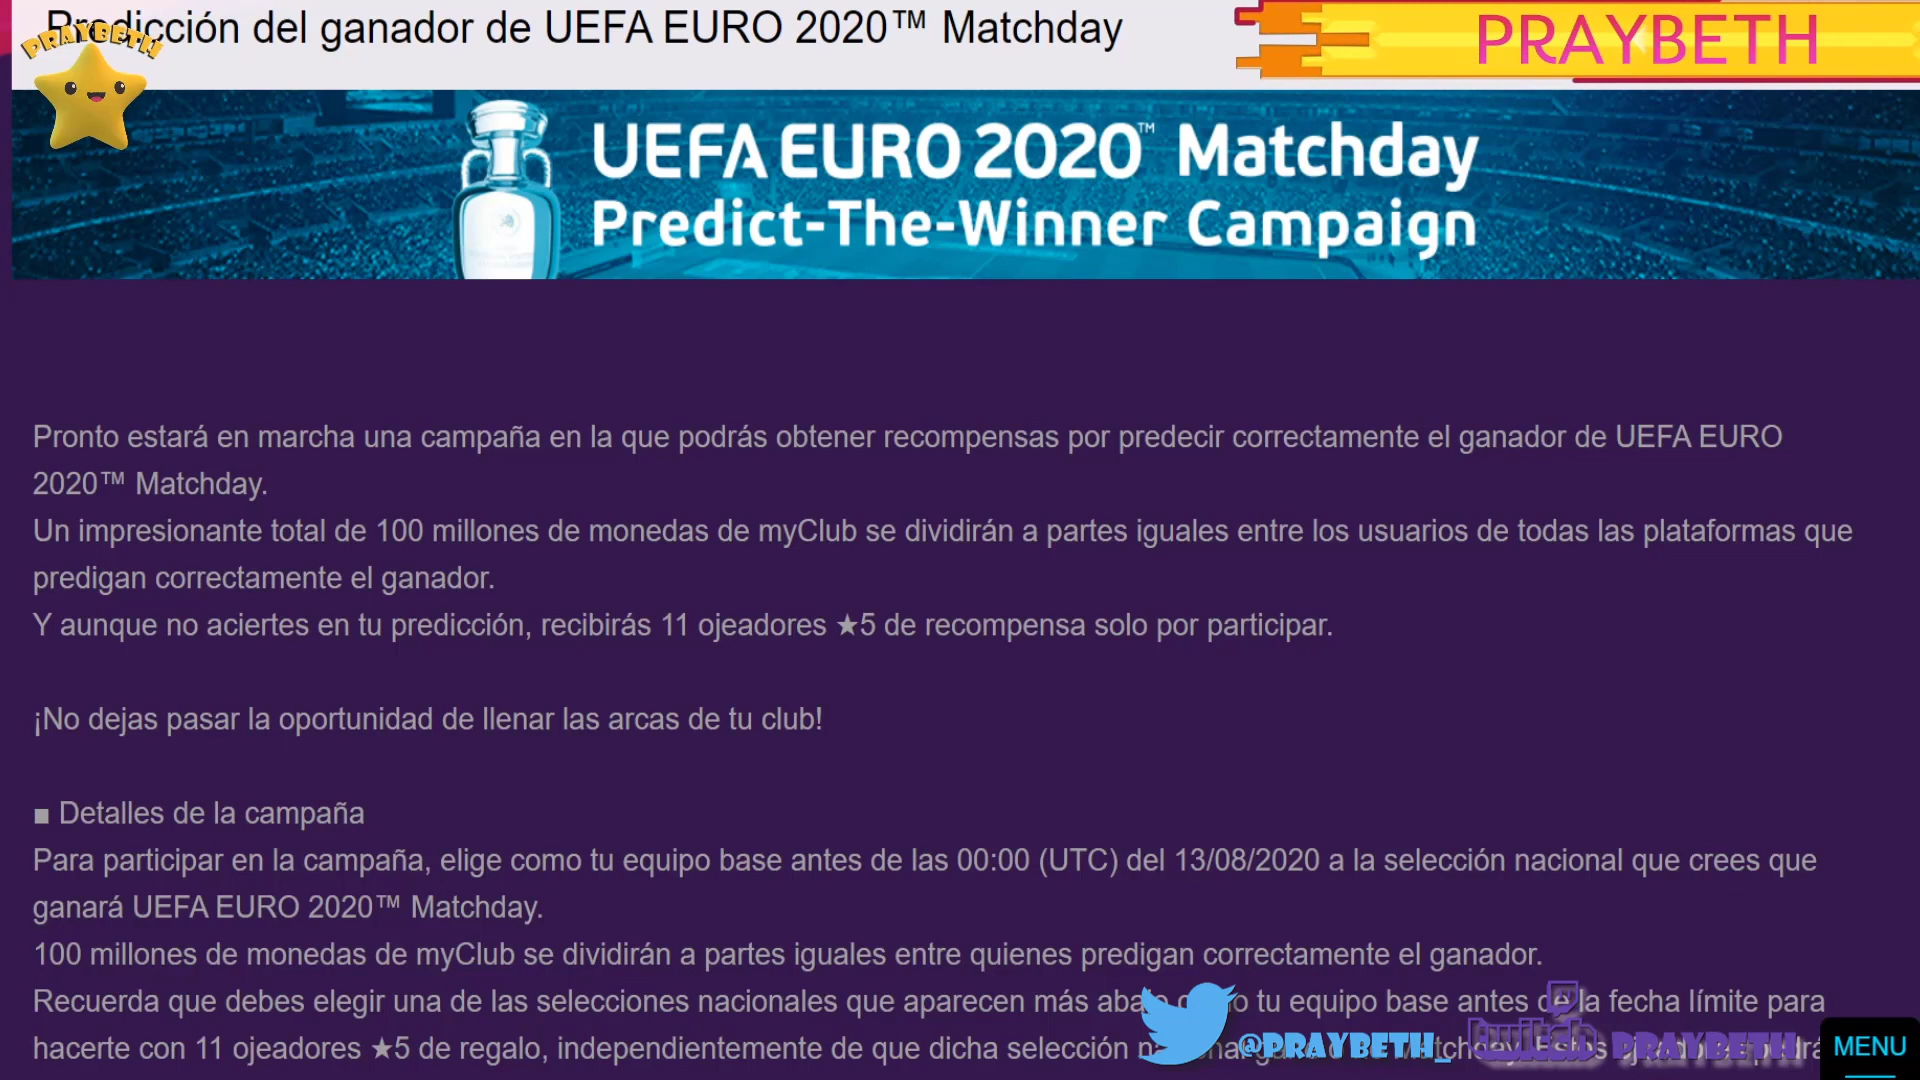 Predicción del ganador de UEFA EURO 2020™ Matchday
PRAYBETH
PRAYBETH
UEFA EURO 2020™ Matchday
Predict-The-Winner Campaign
Pronto estará en marcha una campaña en la que podrás obtener recompensas por predecir correctamente el ganador de UEFA EURO
2020™ Matchday.
Un impresionante total de 100 millones de monedas de myClub se dividirán a partes iguales entre los usuarios de todas las plataformas que
predigan correctamente el ganador.
Y aunque no aciertes en tu predicción, recibirás 11 ojeadores ★5 de recompensa solo por participar.
¡No dejas pasar la oportunidad de llenar las arcas de tu club!
■ Detalles de la campaña
Para participar en la campaña, elige como tu equipo base antes de las 00:00 (UTC) del 13/08/2020 a la selección nacional que crees que
ganará UEFA EURO 2020™ Matchday.
100 millones de monedas de myClub se dividirán a partes iguales entre quienes predigan correctamente el ganador.
Recuerda que debes elegir una de las selecciones nacionales que aparecen más abajo como tu equipo base antes de la fecha límite para
hacerte con 11 ojeadores ★5 de regalo, independientemente de que dicha selección
@PRAYBETH_
twitch PRAYBETH
MENU